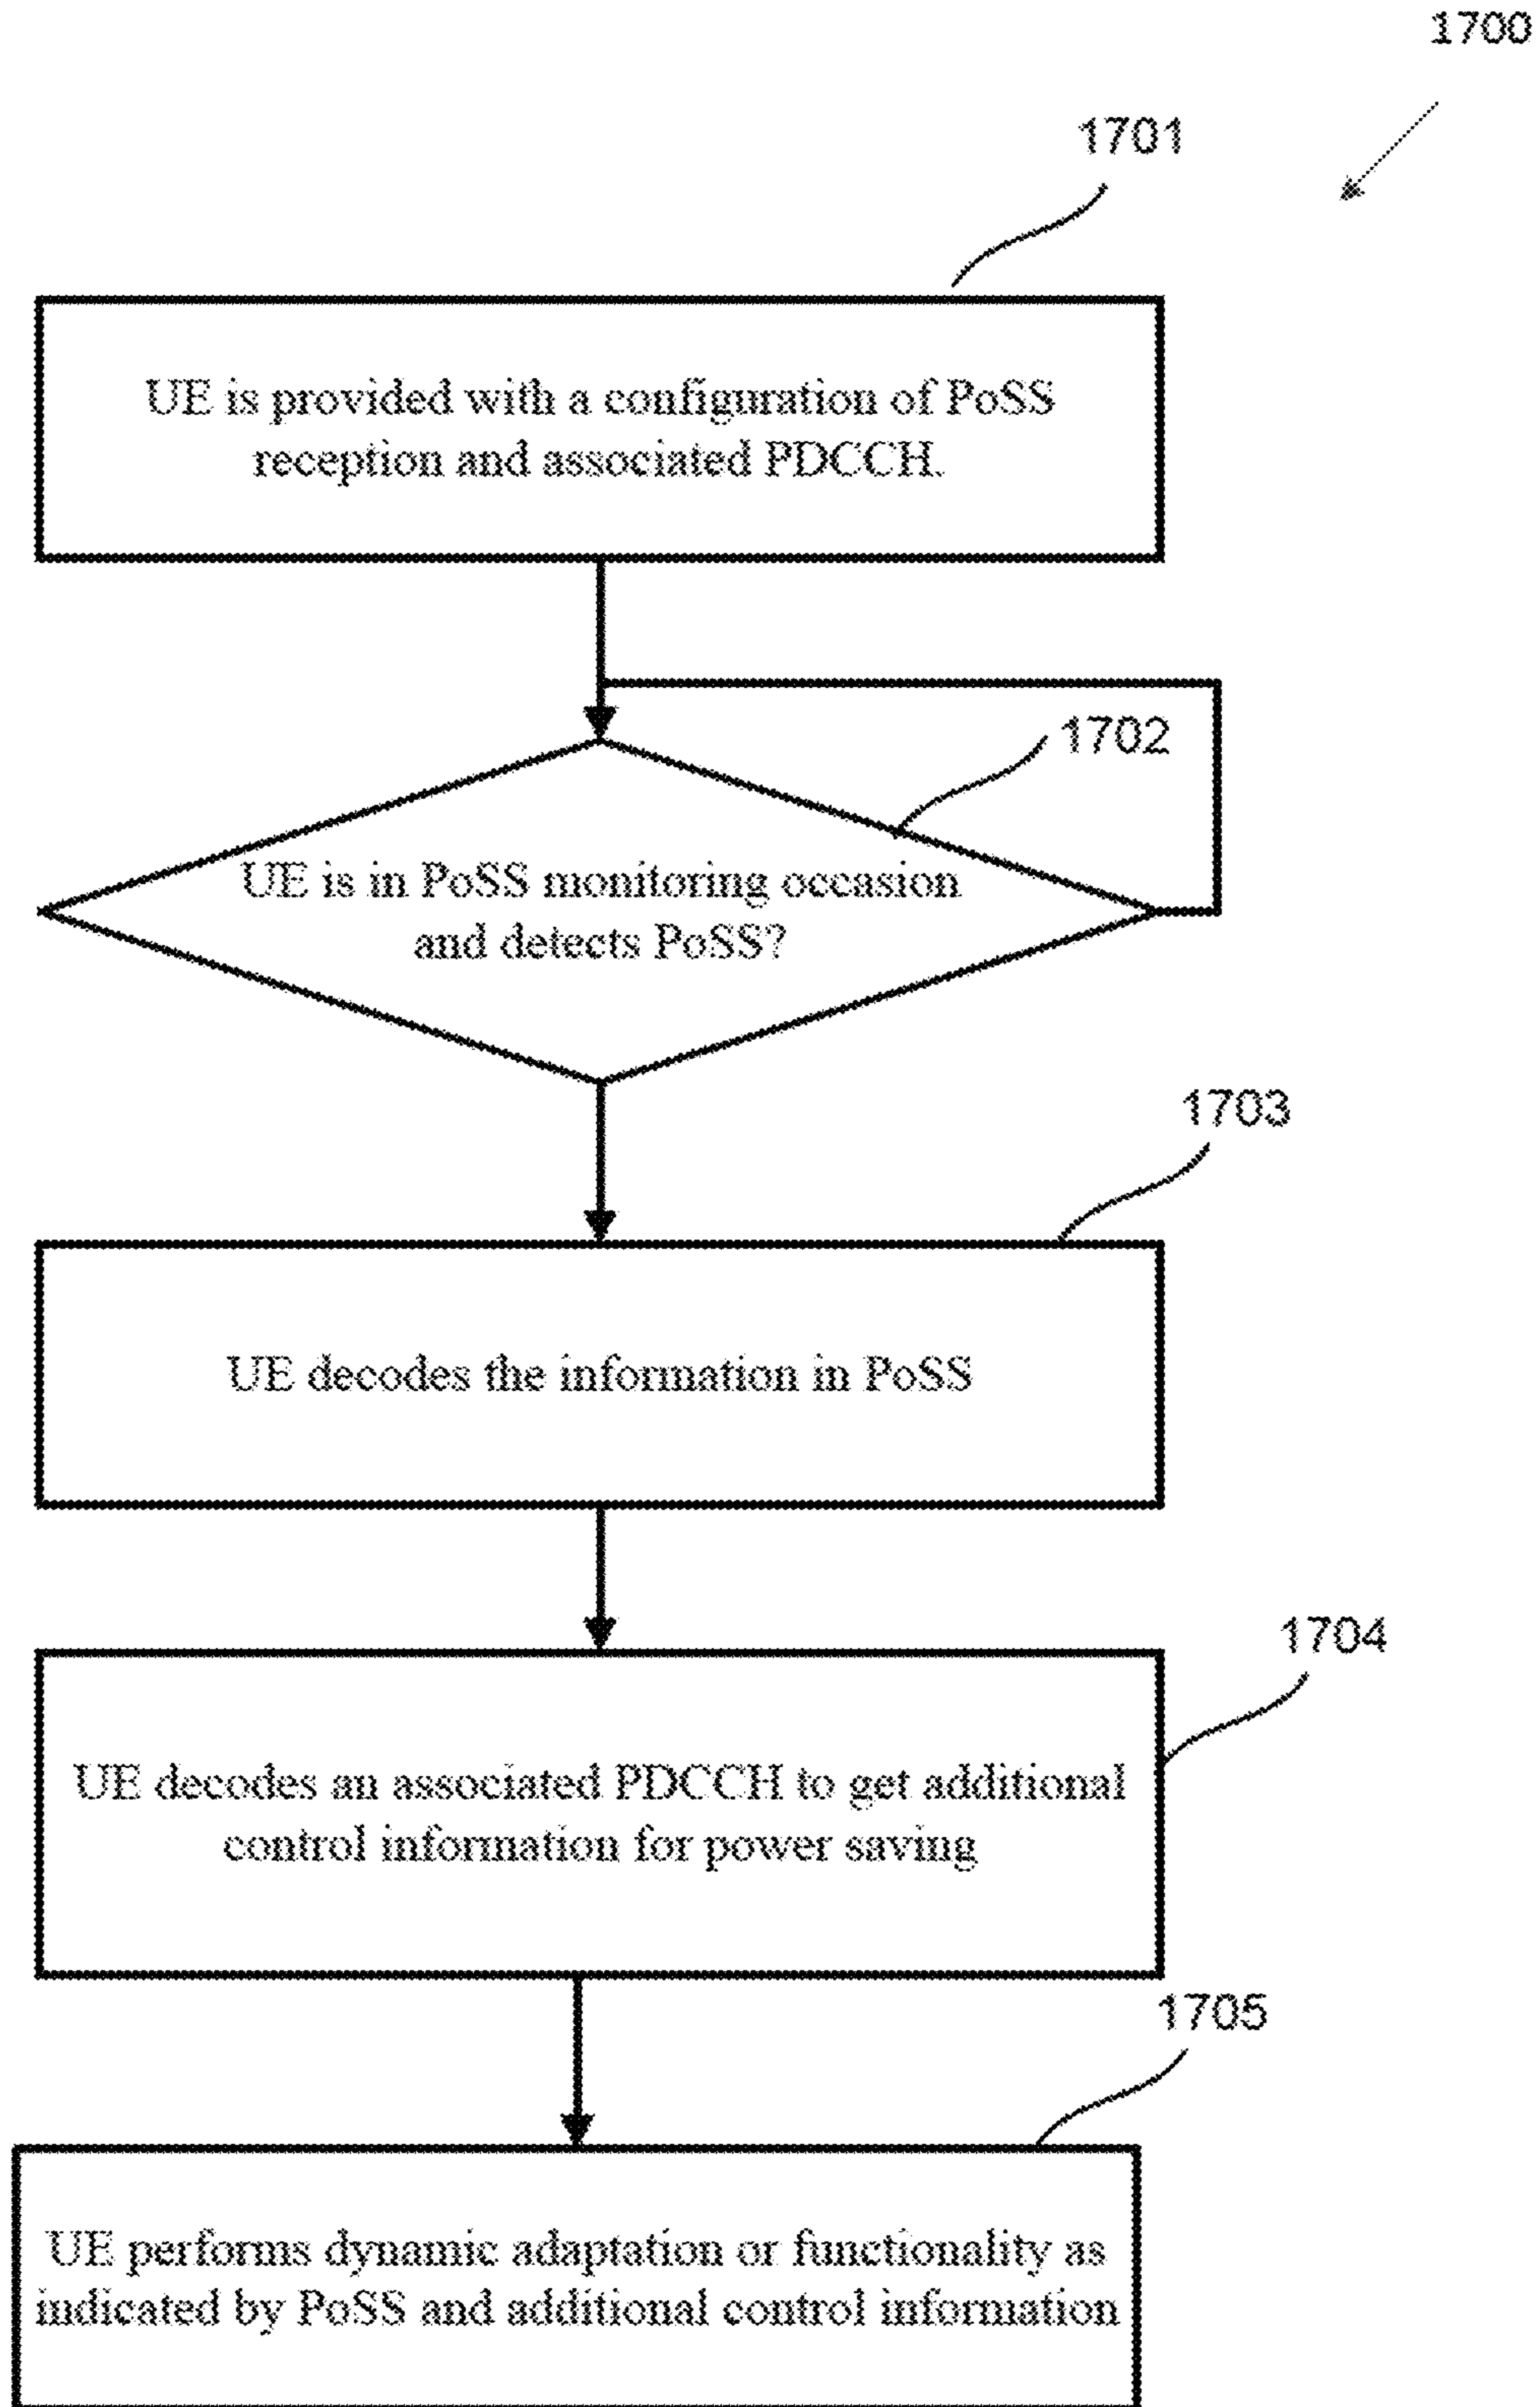 1700
1701
UE is provided with a configuration of PoSS
reception and associated PDCCH.
1702
UE is in PoSS monitoring occasion
and detects PoSS?
1703
UE decodes the information in PoSS
1704
UE decodes an associated PDCCH to get additional
control information for power saving
1705
UE performs dynamic adaptation or functionality as
indicated by PoSS and additional control information